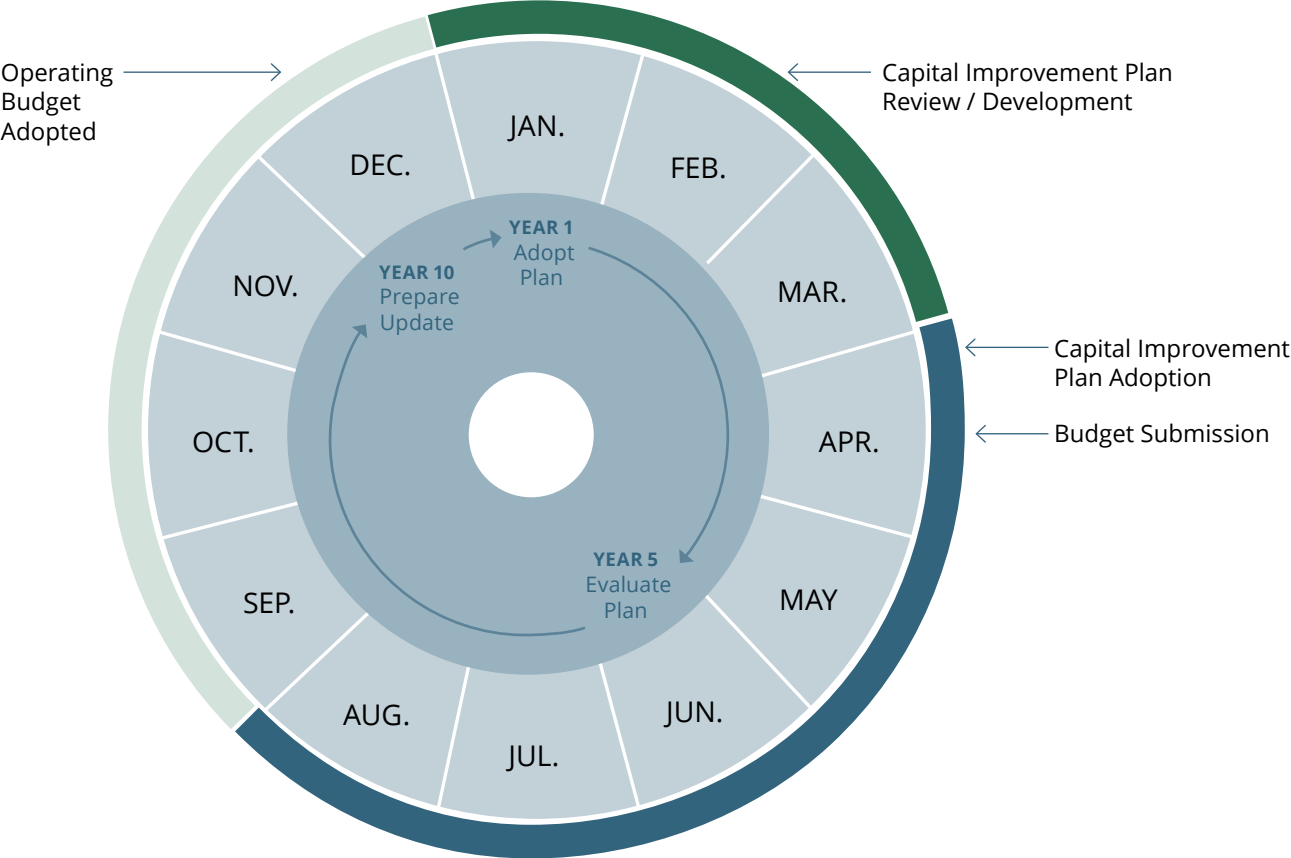 Operating
Budget
Adopted
Capital Improvement Plan
Review / Development
JAN.
FEB.
MAR.
APR.
MAY
JUN.
JUL.
AUG.
SEP.
OCT.
NOV.
DEC.
YEAR 1
Adopt
Plan
YEAR 5
Evaluate
Plan
YEAR 10
Prepare
Update
Capital Improvement
Plan Adoption
Budget Submission